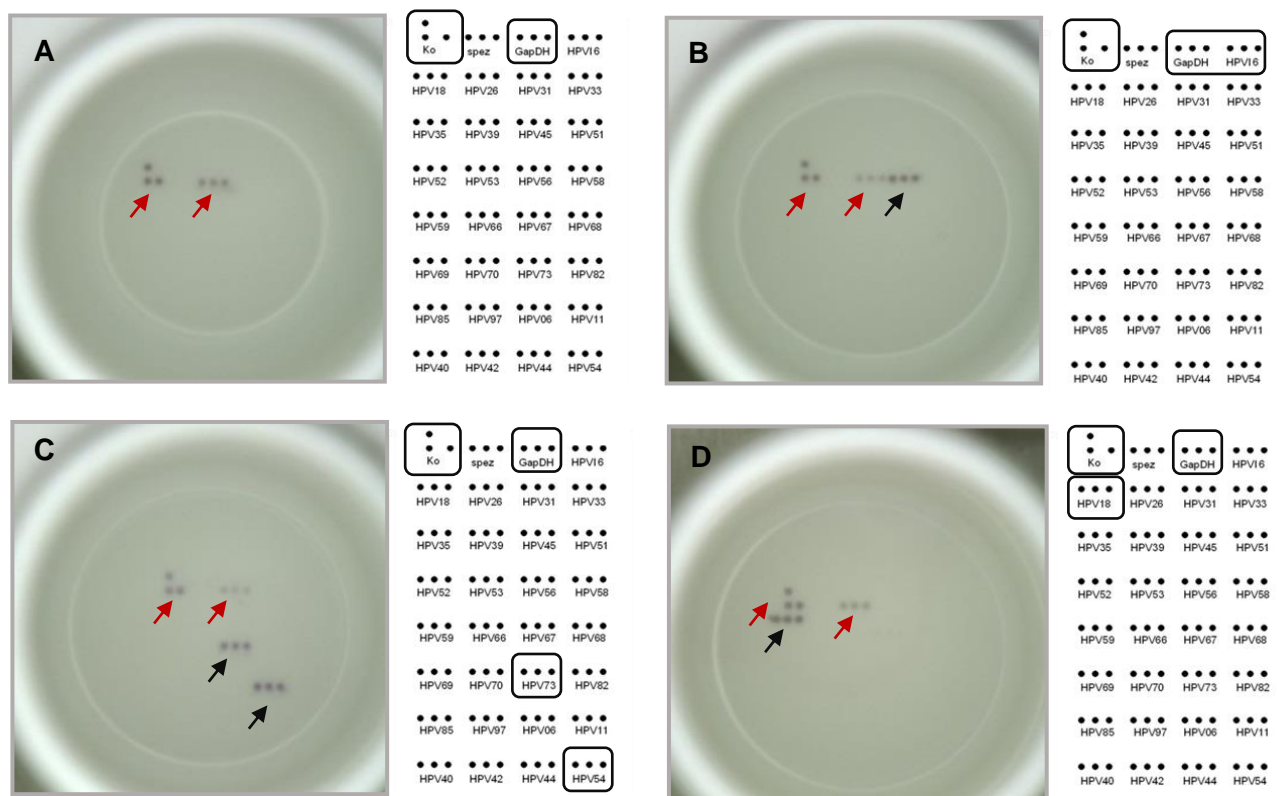 A
Ko spez GapDH HPV16
HPV18 HPV26 HPV31 HPV33
HPV35 HPV39 HPV45 HPV51
HPV52 HPV53 HPV56 HPV58
HPV59 HPV66 HPV67 HPV68
HPV69 HPV70 HPV73 HPV82
HPV85 HPV97 HPV06 HPV11
HPV40 HPV42 HPV44 HPV54
B
Ko spez GapDH HPV16
HPV18 HPV26 HPV31 HPV33
HPV35 HPV39 HPV45 HPV51
HPV52 HPV53 HPV56 HPV58
HPV59 HPV66 HPV67 HPV68
HPV69 HPV70 HPV73 HPV82
HPV85 HPV97 HPV06 HPV11
HPV40 HPV42 HPV44 HPV54
C
Ko spez GapDH HPV16
HPV18 HPV26 HPV31 HPV33
HPV35 HPV39 HPV45 HPV51
HPV52 HPV53 HPV56 HPV58
HPV59 HPV66 HPV67 HPV68
HPV69 HPV70 HPV73 HPV82
HPV85 HPV97 HPV06 HPV11
HPV40 HPV42 HPV44 HPV54
D
Ko spez GapDH HPV16
HPV18 HPV26 HPV31 HPV33
HPV35 HPV39 HPV45 HPV51
HPV52 HPV53 HPV56 HPV58
HPV59 HPV66 HPV67 HPV68
HPV69 HPV70 HPV73 HPV82
HPV85 HPV97 HPV06 HPV11
HPV40 HPV42 HPV44 HPV54